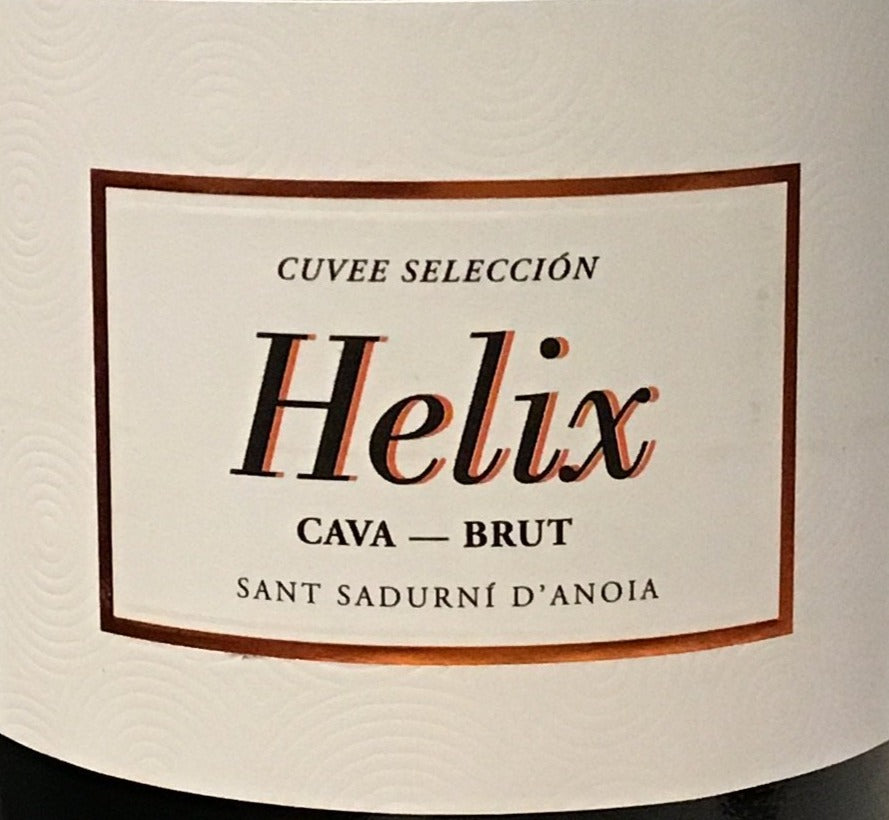 CUVEE SELECCIÓN
Helix
CAVA — BRUT
SANT SADURNÍ D'ANOIA